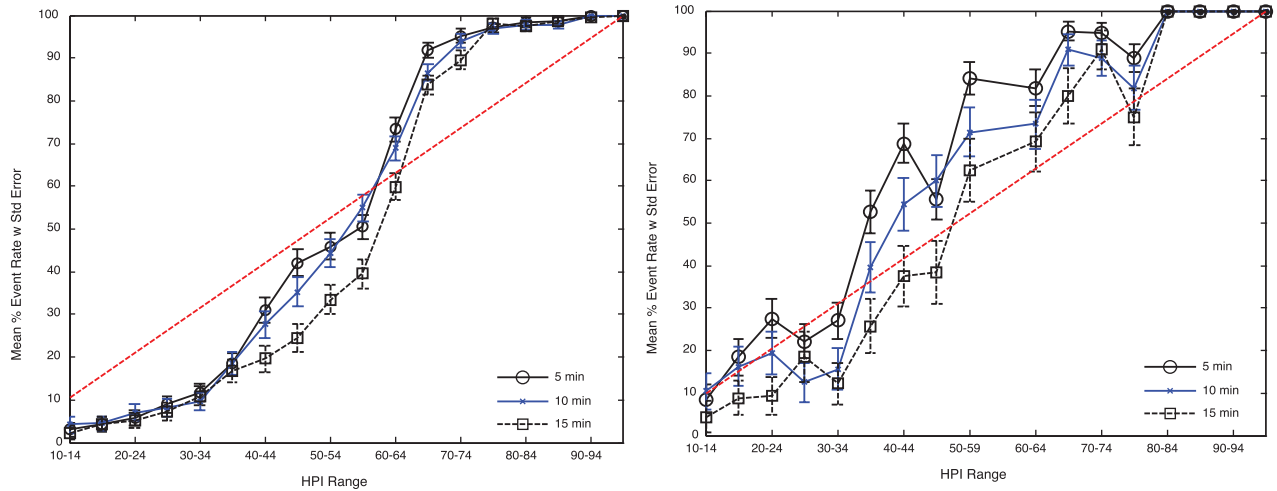 100
90
80
70
60
50
40
30
20
10
0
Mean % Event Rate w Std Error
10-14 20-24 30-34 40-44 50-54 60-64 70-74 80-84 90-94
HPI Range
5 min
10 min
15 min
100
90
80
70
60
50
40
30
20
10
0
Mean % Event Rate w Std Error
10-14 20-24 30-34 40-44 50-59 60-64 70-74 80-84 90-94
HPI Range
5 min
10 min
15 min